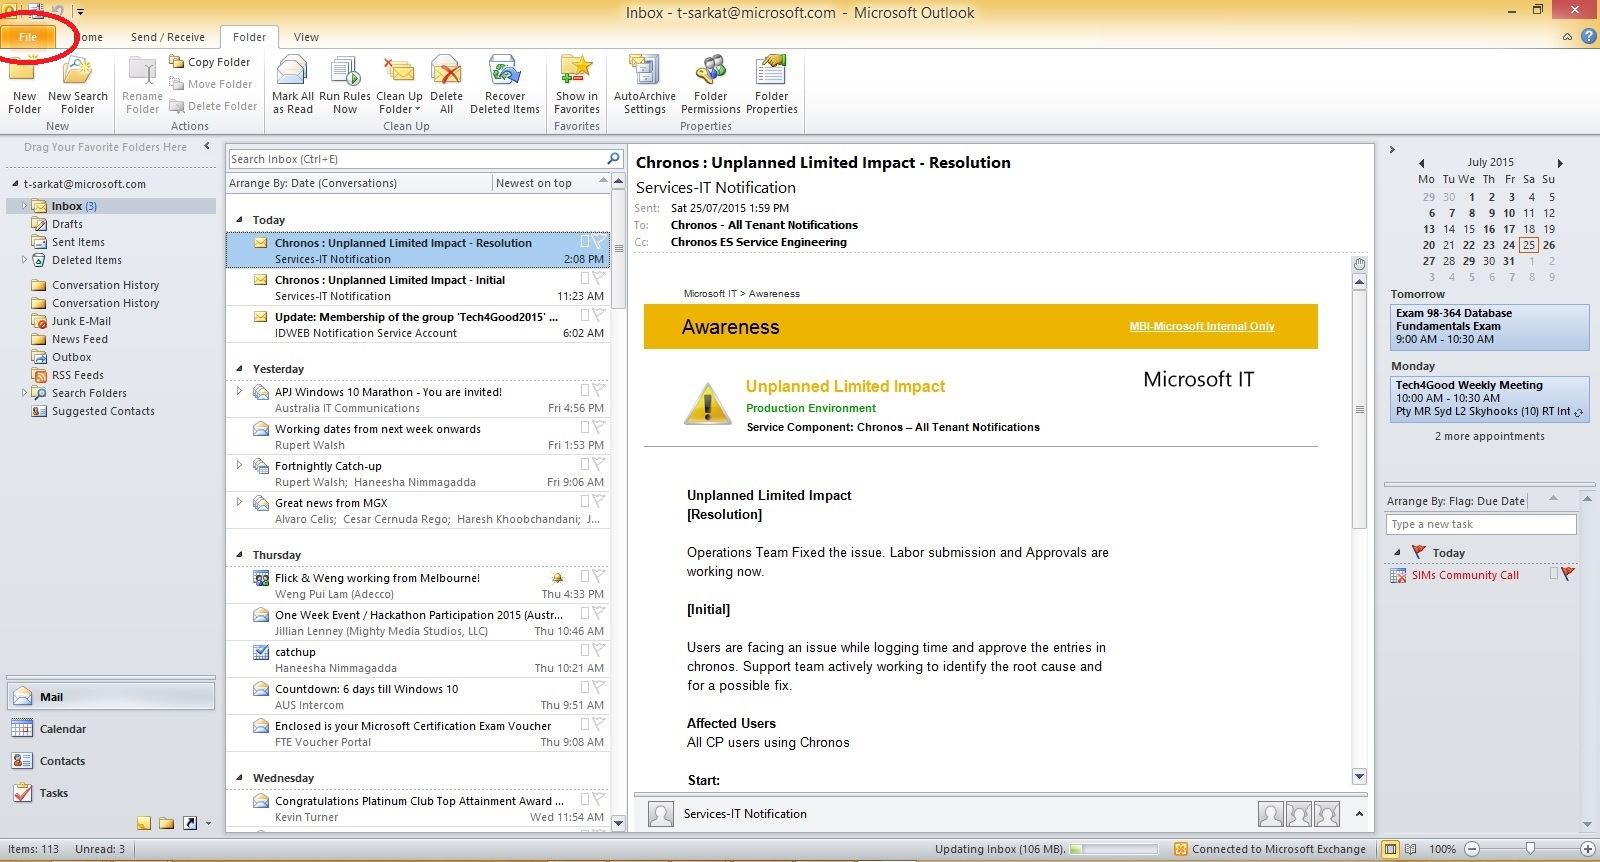 Inbox - t-sarkat@microsoft.com - Microsoft Outlook
File
ome
Send / Receive
Folder
View
New Folder
New Search Folder
New
Rename Folder
Copy Folder
Move Folder
Delete Folder
Actions
Mark All as Read
Run Rules Now
Clean Up Folder
Delete All
Recover Deleted Items
Clean Up
Show in Favorites
Favorites
AutoArchive Settings
Folder Permissions
Folder Properties
Properties
Drag Your Favorite Folders Here
t-sarkat@microsoft.com
Inbox (3)
Drafts
Sent Items
Deleted Items
Conversation History
Conversation History
Junk E-Mail
News Feed
Outbox
RSS Feeds
Search Folders
Suggested Contacts
Mail
Calendar
Contacts
Tasks
Search Inbox (Ctrl+E)
Arrange By: Date (Conversations) Newest on top
Today
Chronos : Unplanned Limited Impact - Resolution
Services-IT Notification 2:08 PM
Chronos : Unplanned Limited Impact - Initial
Services-IT Notification 11:23 AM
Update: Membership of the group 'Tech4Good2015' ...
IDWEB Notification Service Account 6:02 AM
Yesterday
APJ Windows 10 Marathon - You are invited!
Australia IT Communications Fri 4:56 PM
Working dates from next week onwards
Rupert Walsh Fri 1:53 PM
Fortnightly Catch-up
Rupert Walsh; Haneesha Nimmagadda Fri 9:06 AM
Great news from MGX
Alvaro Celis; Cesar Cernuda Rego; Haresh Khoobchandani; J...
Thursday
Flick & Weng working from Melbourne!
Weng Pui Lam (Adecco) Thu 4:33 PM
One Week Event / Hackathon Participation 2015 (Austr...
Jillian Lenney (Mighty Media Studios, LLC) Thu 10:46 AM
catchup
Haneesha Nimmagadda Thu 10:21 AM
Countdown: 6 days till Windows 10
AUS Intercom Thu 9:51 AM
Enclosed is your Microsoft Certification Exam Voucher
FTE Voucher Portal Thu 9:08 AM
Wednesday
Congratulations Platinum Club Top Attainment Award ...
Kevin Turner Wed 11:54 AM
Chronos : Unplanned Limited Impact - Resolution
Services-IT Notification
Sent: Sat 25/07/2015 1:59 PM
To: Chronos - All Tenant Notifications
Cc: Chronos ES Service Engineering
Microsoft IT > Awareness
Awareness
MBI-Microsoft Internal Only
Microsoft IT
Unplanned Limited Impact
Production Environment
Service Component: Chronos – All Tenant Notifications
Unplanned Limited Impact
[Resolution]
Operations Team Fixed the issue. Labor submission and Approvals are
working now.
[Initial]
Users are facing an issue while logging time and approve the entries in
chronos. Support team actively working to identify the root cause and
for a possible fix.
Affected Users
All CP users using Chronos
Start:
Services-IT Notification
July 2015
Mo Tu We Th Fr Sa Su
29 30 1 2 3 4 5
6 7 8 9 10 11 12
13 14 15 16 17 18 19
20 21 22 23 24 25 26
27 28 29 30 31 1 2
3 4 5 6 7 8 9
Tomorrow
Exam 98-364 Database
Fundamentals Exam
9:00 AM - 10:30 AM
Monday
Tech4Good Weekly Meeting
10:00 AM - 10:30 AM
Pty MR Syd L2 Skyhooks (10) RT Int
2 more appointments
Arrange By: Flag: Due Date
Type a new task
Today
SIMs Community Call
Items: 113 Unread: 3
Updating Inbox (106 MB).
Connected to Microsoft Exchange
100%